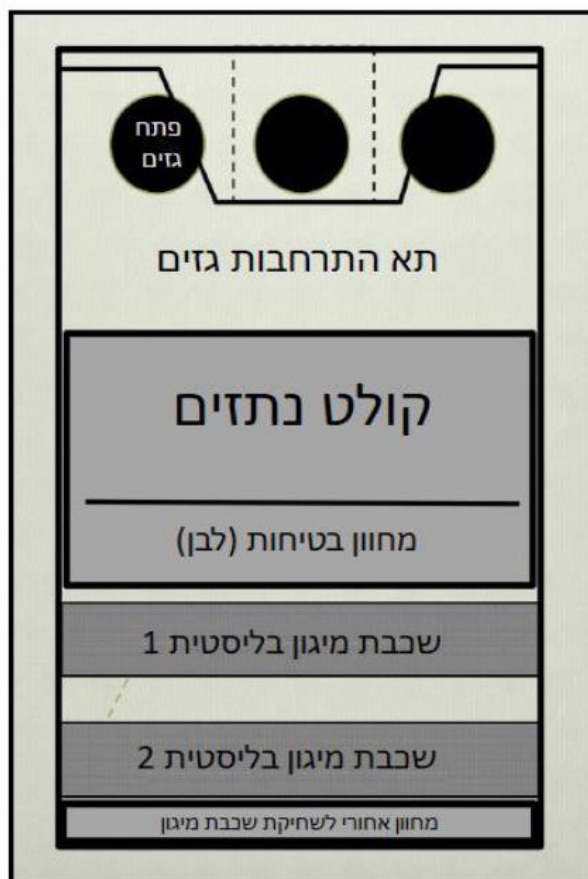 פתח
גזים
תא התרחבות גזים
קולט נתזים
מחוון בטיחות (לבן)
שכבת מיגון בליסטית 1
שכבת מיגון בליסטית 2
מחוון אחורי לשחיקת שכבת מיגון